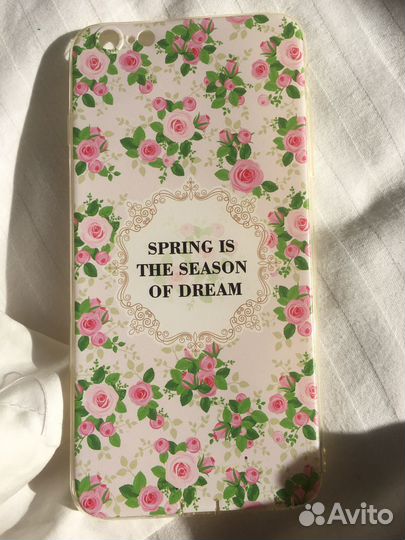 SPRING IS
THE SEASON
OF DREAM
Avito